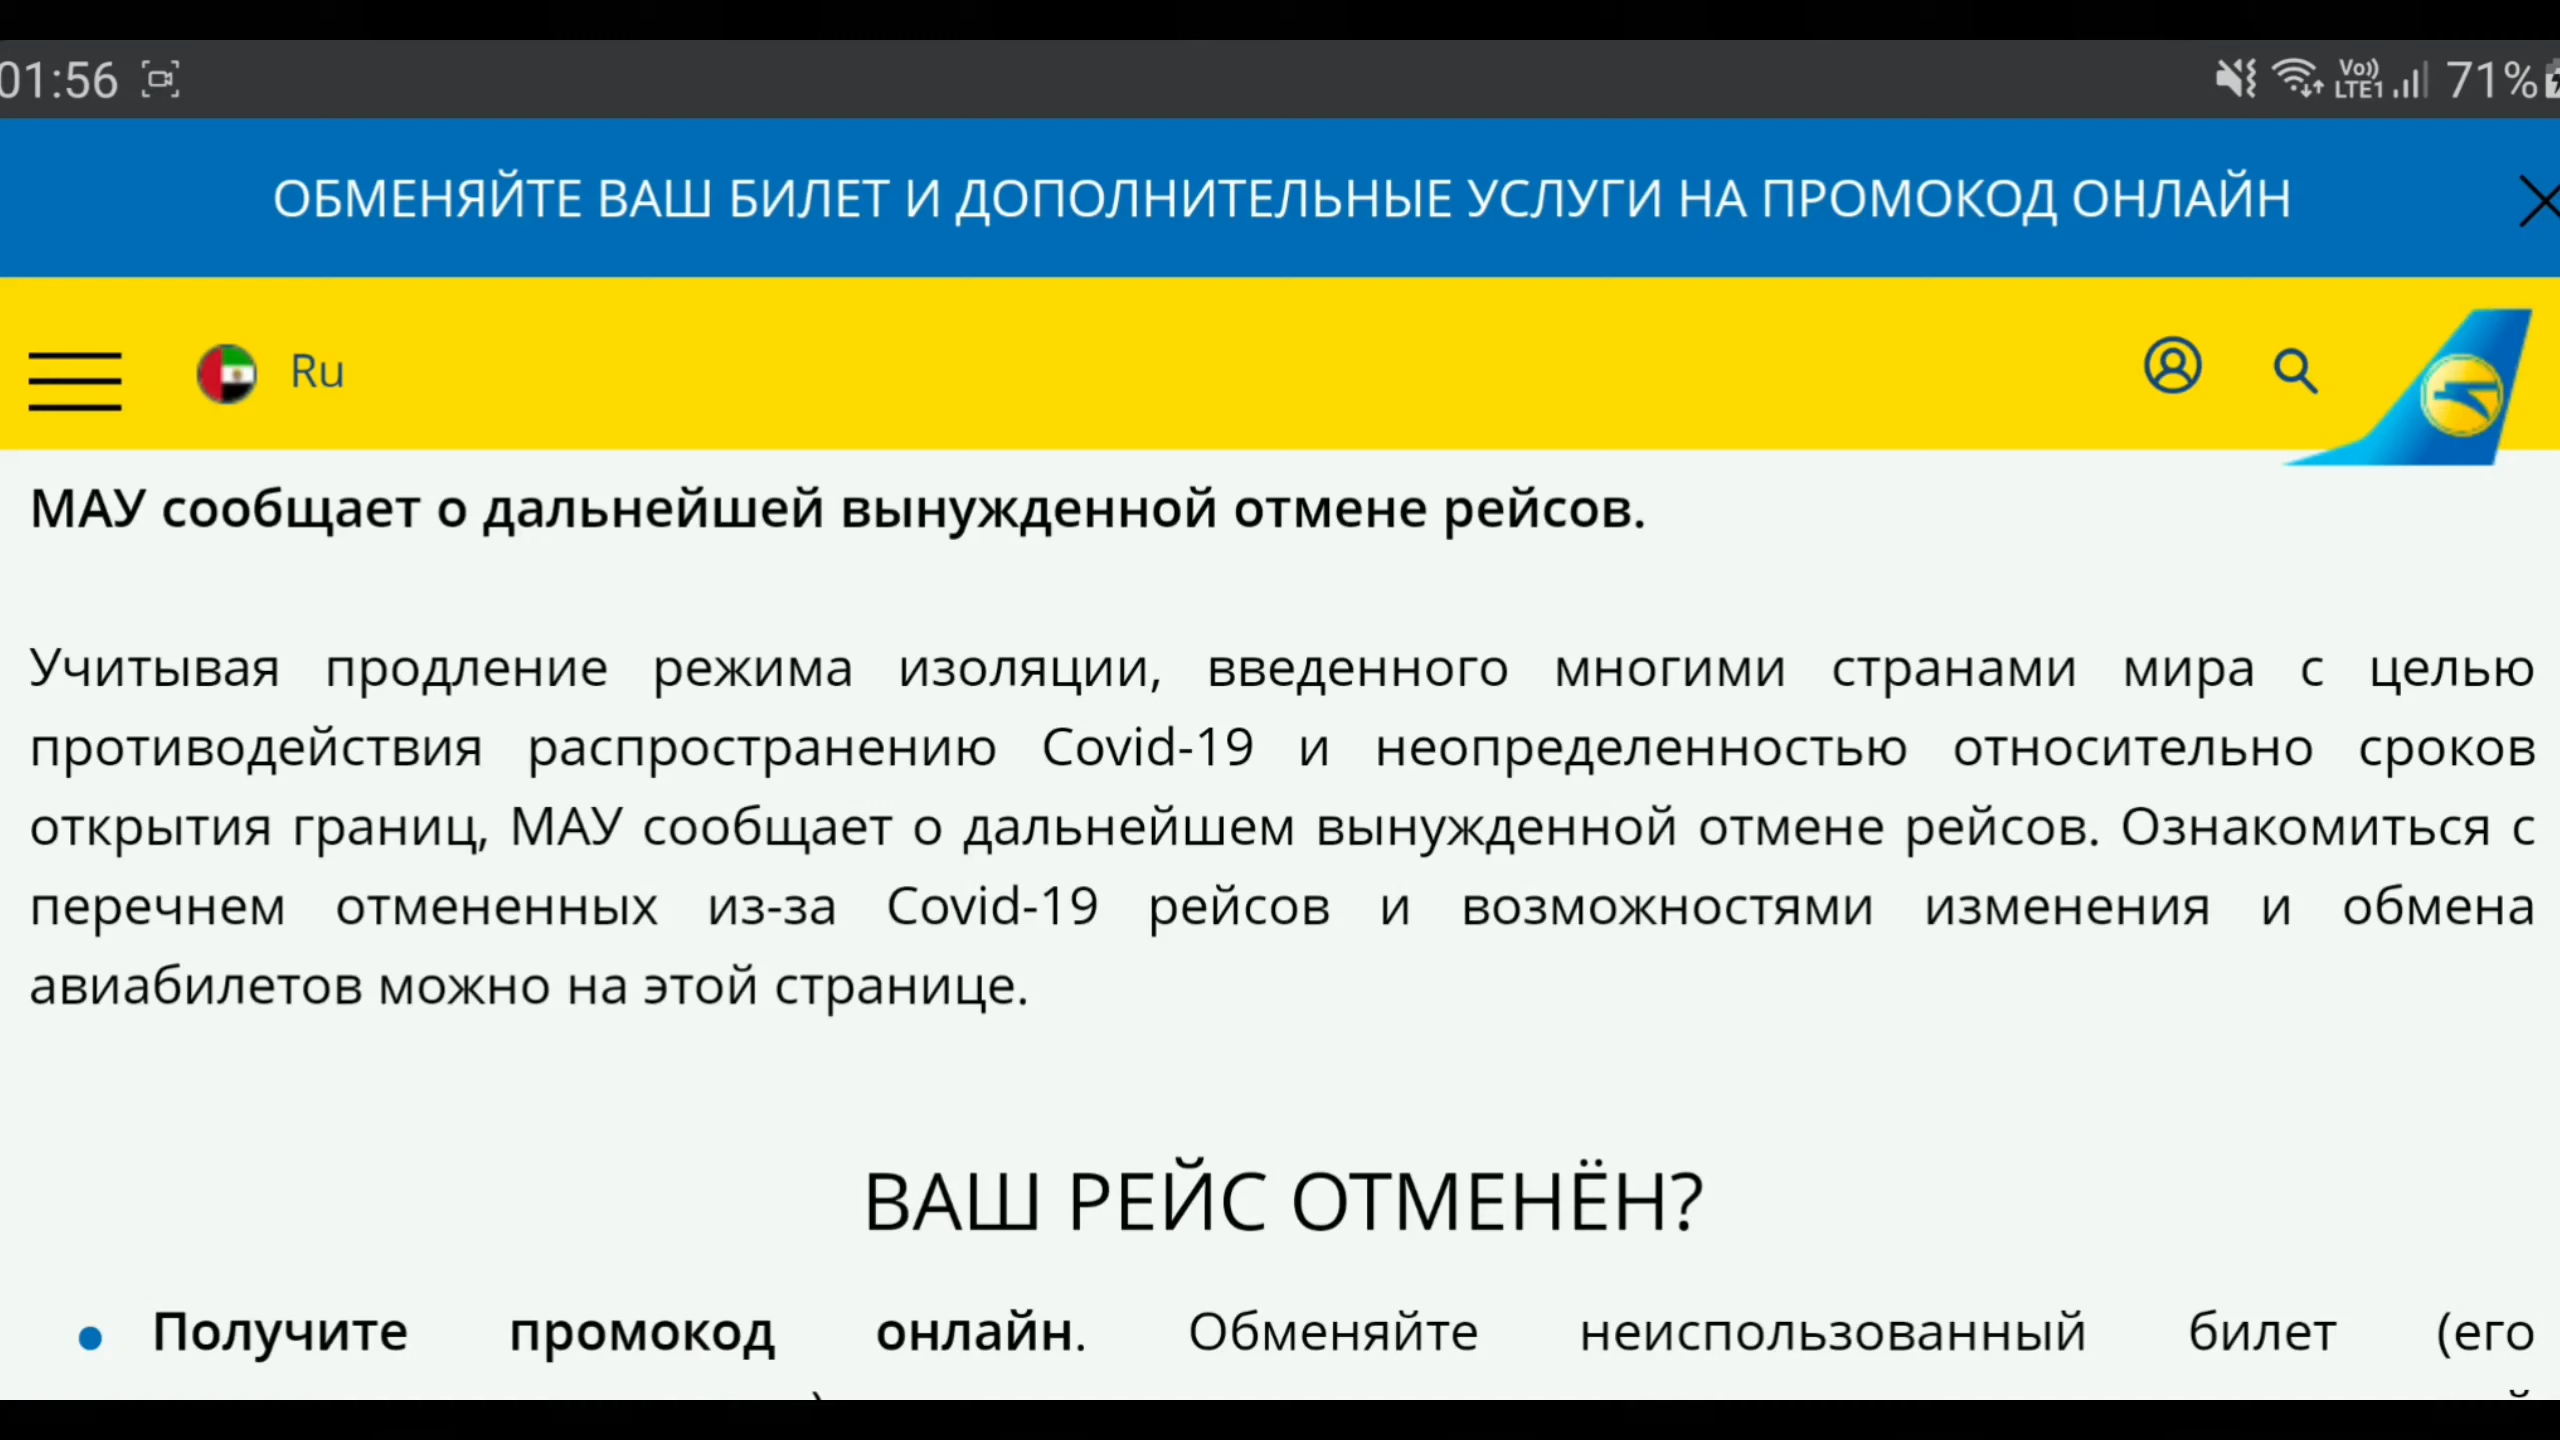 01:56
Vo)) LTE1 71%
ОБМЕНЯЙТЕ ВАШ БИЛЕТ И ДОПОЛНИТЕЛЬНЫЕ УСЛУГИ НА ПРОМОКОД ОНЛАЙН
Ru
МАУ сообщает о дальнейшей вынужденной отмене рейсов.
Учитывая продление режима изоляции, введенного многими странами мира с целью
противодействия распространению Covid-19 и неопределенностью относительно сроков
открытия границ, МАУ сообщает о дальнейшем вынужденной отмене рейсов. Ознакомиться с
перечнем отмененных из-за Covid-19 рейсов и возможностями изменения и обмена
авиабилетов можно на этой странице.
ВАШ РЕЙС ОТМЕНЁН?
Получите промокод онлайн. Обменяйте неиспользованный билет (его